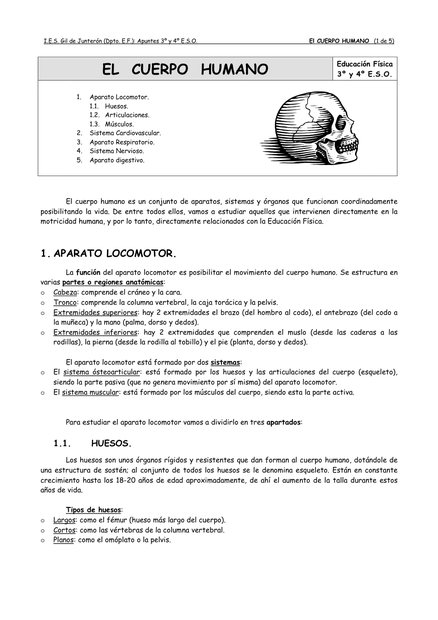 I.E.S. Gil de Junterón (Dpto. E.F.): Apuntes 3º y 4º E.S.O. El CUERPO HUMANO (1 de 5)
EL CUERPO HUMANO
Educación Física
3º y 4º E.S.O.
1. Aparato Locomotor.
1.1. Huesos.
1.2. Articulaciones.
1.3. Músculos.
2. Sistema Cardiovascular.
3. Aparato Respiratorio.
4. Sistema Nervioso.
5. Aparato digestivo.
El cuerpo humano es un conjunto de aparatos, sistemas y órganos que funcionan coordinadamente
posibilitando la vida. De entre todos ellos, vamos a estudiar aquellos que intervienen directamente en la
motricidad humana, y por lo tanto, directamente relacionados con la Educación Física.
1. APARATO LOCOMOTOR.
La función del aparato locomotor es posibilitar el movimiento del cuerpo humano. Se estructura en
varias partes o regiones anatómicas:
o Cabeza: comprende el cráneo y la cara.
o Tronco: comprende la columna vertebral, la caja torácica y la pelvis.
o Extremidades superiores: hay 2 extremidades el brazo (del hombro al codo), el antebrazo (del codo a
la muñeca) y la mano (palma, dorso y dedos).
o Extremidades inferiores: hay 2 extremidades que comprenden el muslo (desde las caderas a las
rodillas), la pierna (desde la rodilla al tobillo) y el pie (planta, dorso y dedos).
El aparato locomotor está formado por dos sistemas:
o El sistema ósteoarticular: está formado por los huesos y las articulaciones del cuerpo (esqueleto),
siendo la parte pasiva (que no genera movimiento por sí misma) del aparato locomotor.
o El sistema muscular: está formado por los músculos del cuerpo, siendo esta la parte activa.
Para estudiar el aparato locomotor vamos a dividirlo en tres apartados:
1.1. HUESOS.
Los huesos son unos órganos rígidos y resistentes que dan forman al cuerpo humano, dotándole de
una estructura de sostén; al conjunto de todos los huesos se le denomina esqueleto. Están en constante
crecimiento hasta los 18-20 años de edad aproximadamente, de ahí el aumento de la talla durante estos
años de vida.
Tipos de huesos:
o Largos: como el fémur (hueso más largo del cuerpo).
o Cortos: como las vértebras de la columna vertebral.
o Planos: como el omóplato o la pelvis.